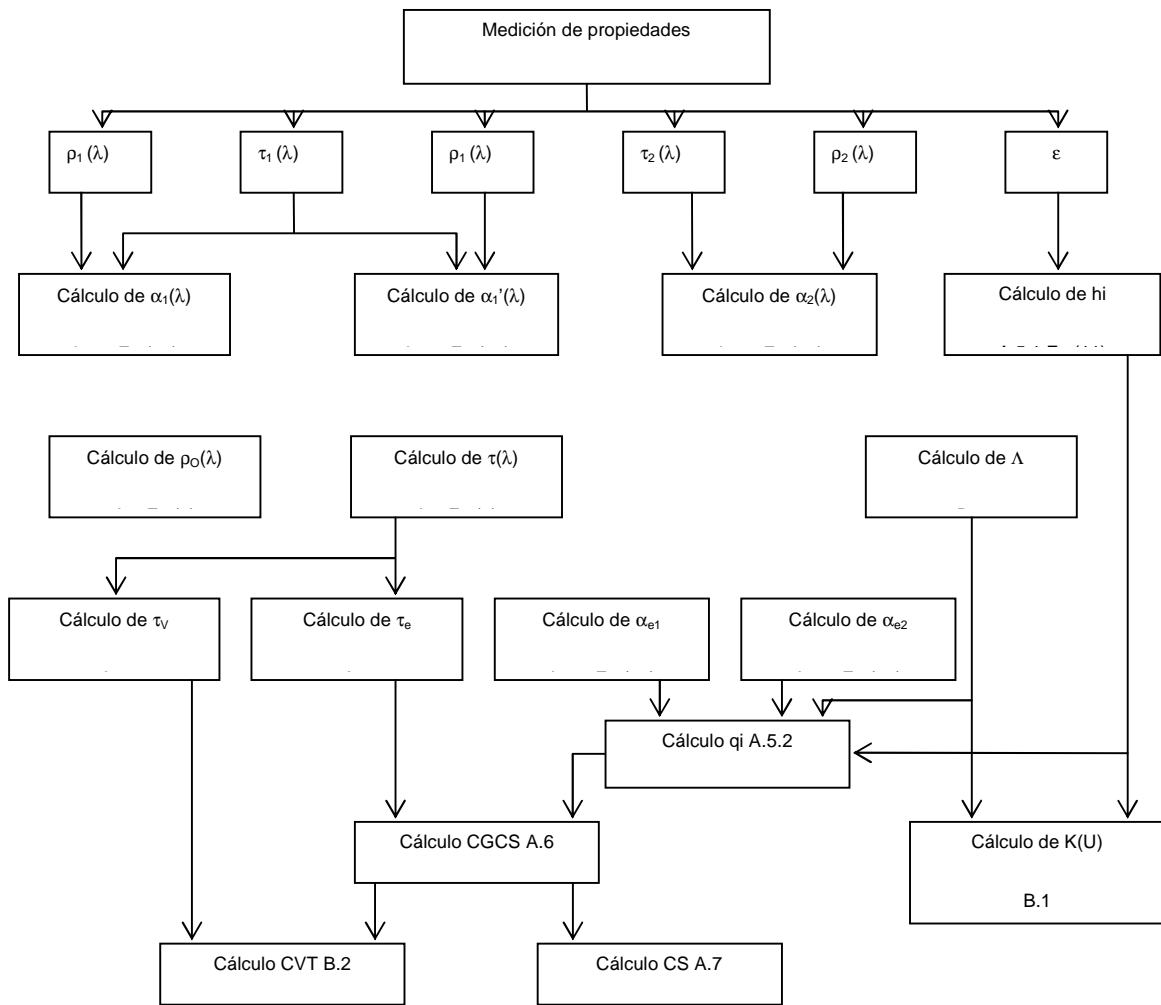 Medición de propiedades
ρ₁ (λ)
τ₁ (λ)
ρ₁ (λ)
τ₂ (λ)
ρ₂ (λ)
ε
Cálculo de α₁(λ)
Cálculo de α₁’(λ)
Cálculo de α₂(λ)
Cálculo de hi
Cálculo de ρO(λ)
Cálculo de τ(λ)
Cálculo de Λ
Cálculo de τV
Cálculo de τe
Cálculo de αe1
Cálculo de αe2
Cálculo qi A.5.2
Cálculo CGCS A.6
Cálculo de K(U)
B.1
Cálculo CVT B.2
Cálculo CS A.7